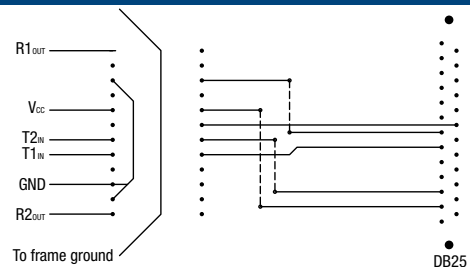 R1OUT
VCC
T2IN
T1IN
GND
R2OUT
To frame ground
DB25